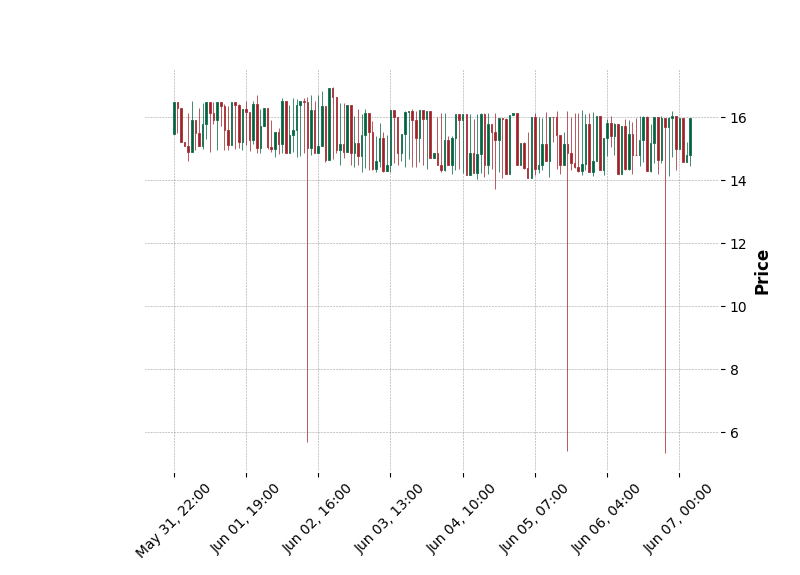 16
14
12
10
8
6
Price
May 31, 22:00
Jun 01, 19:00
Jun 02, 16:00
Jun 03, 13:00
Jun 04, 10:00
Jun 05, 07:00
Jun 06, 04:00
Jun 07, 00:00